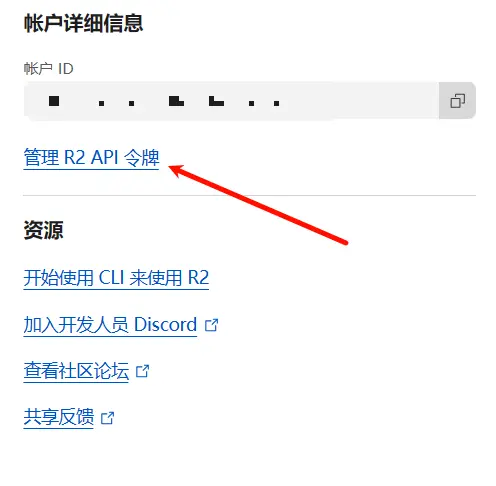 帐户详细信息
帐户 ID
管理 R2 API 令牌
资源
开始使用 CLI 来使用 R2
加入开发人员 Discord
查看社区论坛
共享反馈